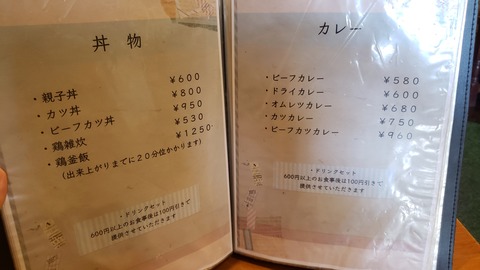 丼 物
・親子丼 ￥６００
・カツ丼 ￥８００
・ビーフカツ丼 ￥９５０
・鶏雑炊 ￥５３０
・鶏釜飯 ￥１２５０
（出来上がりまでに２０分位かかります）
・ドリンクセット
600円以上のお食事後は100円引きで
提供させていただきます
カレー
・ビーフカレー ￥５８０
・ドライカレー ￥６００
・オムレツカレー ￥６８０
・カツカレー ￥７５０
・ビーフカツカレー ￥９６０
・ドリンクセット
600円以上のお食事後は100円引きで
提供させていただきます